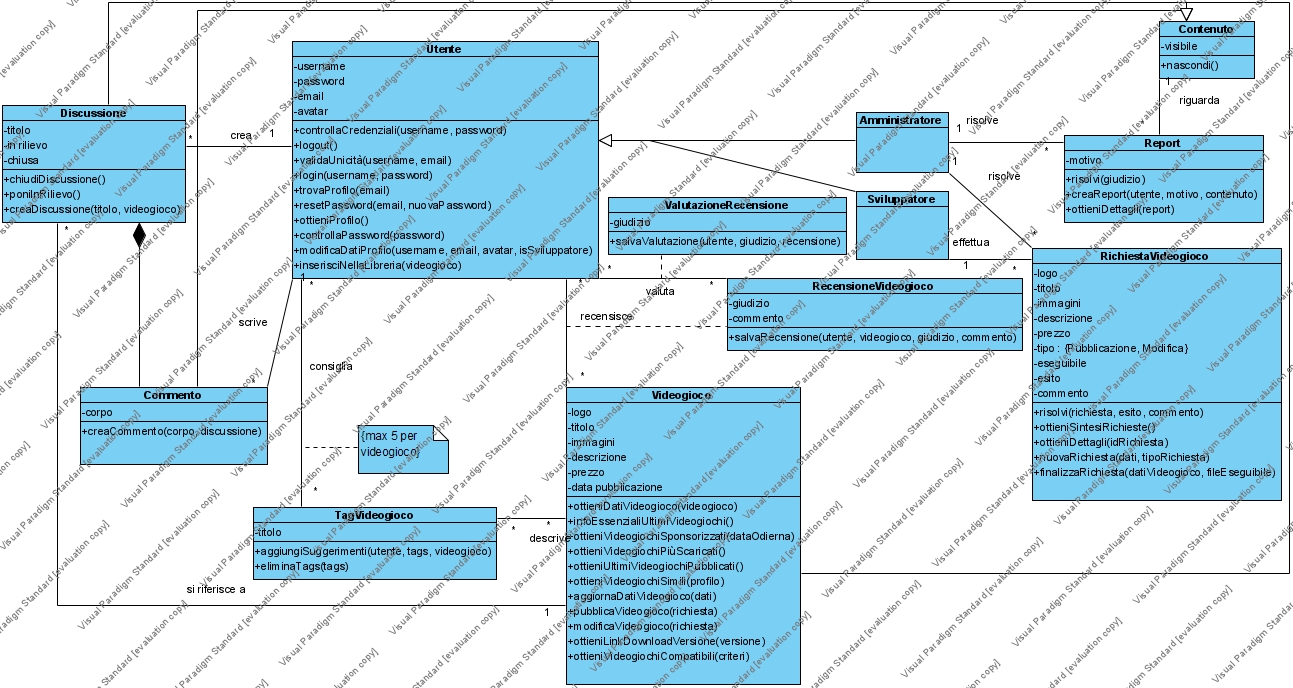 Contenuto
-visibile
+nascondi()
1
riguarda
Utente
-username
-password
-email
-avatar
+controllaCredenziali(username, password)
+logout()
+validaUnicità(username, email)
+login(username, password)
+trovaProfilo(email)
+resetPassword(email, nuovaPassword)
+ottieniProfilo()
+controllaPassword(password)
+modificaDatiProfilo(username, email, avatar, isSviluppatore)
+inserisciNelleLibreria(videogioco)
Discussione
-titolo
-in rilievo
-chiusa
+chiudiDiscussione()
+poniInRilievo()
+creaDiscussione(titolo, videogioco)
*
crea
1
Amministratore
1
risolve
*
1
risolve
*
Report
-motivo
+risolvi(giudizio)
+creaReport(utente, motivo, contenuto)
+ottieniDettagli(report)
*
Sviluppatore
effettua
1
*
ValutazioneRecensione
-giudizio
+salvaValutazione(utente, giudizio, recensione)
*
valuta
*
RecensioneVideogioco
-giudizio
-commento
+salvaRecensione(utente, videogioco, giudizio, commento)
RichiestaVideogioco
-logo
-titolo
-immagini
-descrizione
-prezzo
-tipo : {Pubblicazione, Modifica}
-eseguibile
-esito
-commento
+risolvi(richiesta, esito, commento)
+ottieniSintesiRichieste()
+ottieniDettagli(idRichiesta)
+nuovaRichiesta(dati, tipoRichiesta)
+finalizzaRichiesta(datiVideogioco, fileEseguibile)
*
recensisce
*
1
scrive
*
*
consiglia
*
Commento
-corpo
+creaCommento(corpo, discussione)
{max 5 per
videogioco}
Videogioco
-logo
-titolo
-immagini
-descrizione
-prezzo
-data pubblicazione
+ottieniDatiVideogioco(videogioco)
+infoEssenzialiUltimiVideogiochi()
+ottieniVideogiochiSponsorizzati(dataOdierna)
+ottieniVideogiochiPiùScaricati()
+ottieniUltimiVideogiochiPubblicati()
+ottieniVideogiochiSimili(profilo)
+aggiornaDatiVideogioco(dati)
+pubblicaVideogioco(richiesta)
+modificaVideogioco(richiesta)
+ottieniLinkDownloadVersione(versione)
+ottieniVideogiochiCompatibili(criteri)
TagVideogioco
-titolo
+aggiungiSuggerimenti(utente, tags, videogioco)
+eliminaTags(tags)
*
*
descrive
*
si riferisce a
1
Visual Paradigm Standard [evaluation copy]